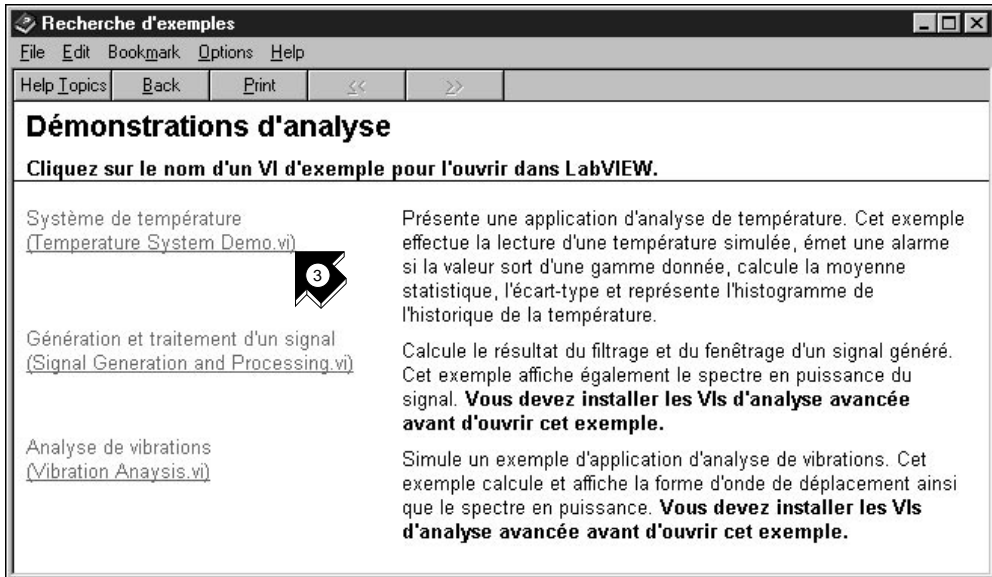 Recherche d'exemples
File Edit Bookmark Options Help
Help Topics Back Print << >>
Démonstrations d'analyse
Cliquez sur le nom d'un VI d'exemple pour l'ouvrir dans LabVIEW.
Système de température
(Temperature System Demo.vi)
3
Présente une application d'analyse de température. Cet exemple
effectue la lecture d'une température simulée, émet une alarme
si la valeur sort d'une gamme donnée, calcule la moyenne
statistique, l'écart-type et représente l'histogramme de
l'historique de la température.
Génération et traitement d'un signal
(Signal Generation and Processing.vi)
Calcule le résultat du filtrage et du fenêtrage d'un signal généré.
Cet exemple affiche également le spectre en puissance du
signal. Vous devez installer les VIs d'analyse avancée
avant d'ouvrir cet exemple.
Analyse de vibrations
(Vibration Anaysis.vi)
Simule un exemple d'application d'analyse de vibrations. Cet
exemple calcule et affiche la forme d'onde de déplacement ainsi
que le spectre en puissance. Vous devez installer les VIs
d'analyse avancée avant d'ouvrir cet exemple.